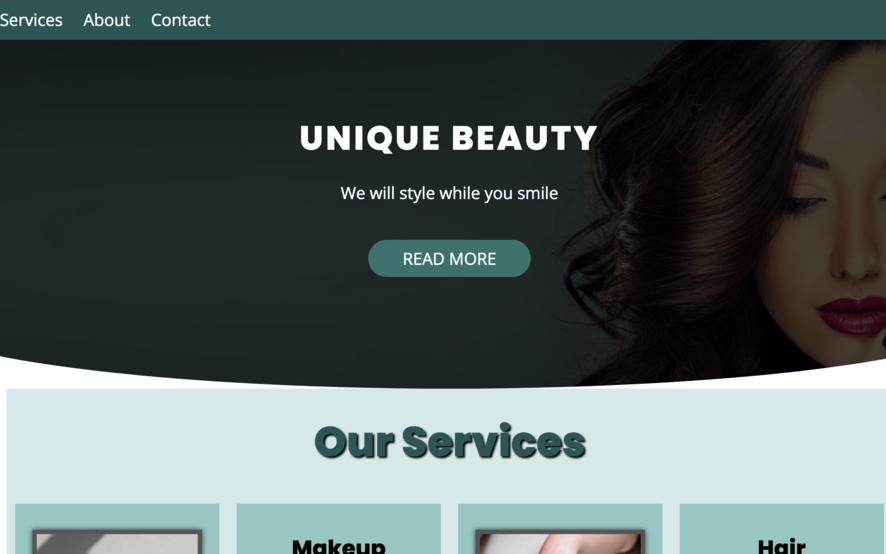 Services About Contact
UNIQUE BEAUTY
We will style while you smile
READ MORE
Our Services
Makeup
Hair